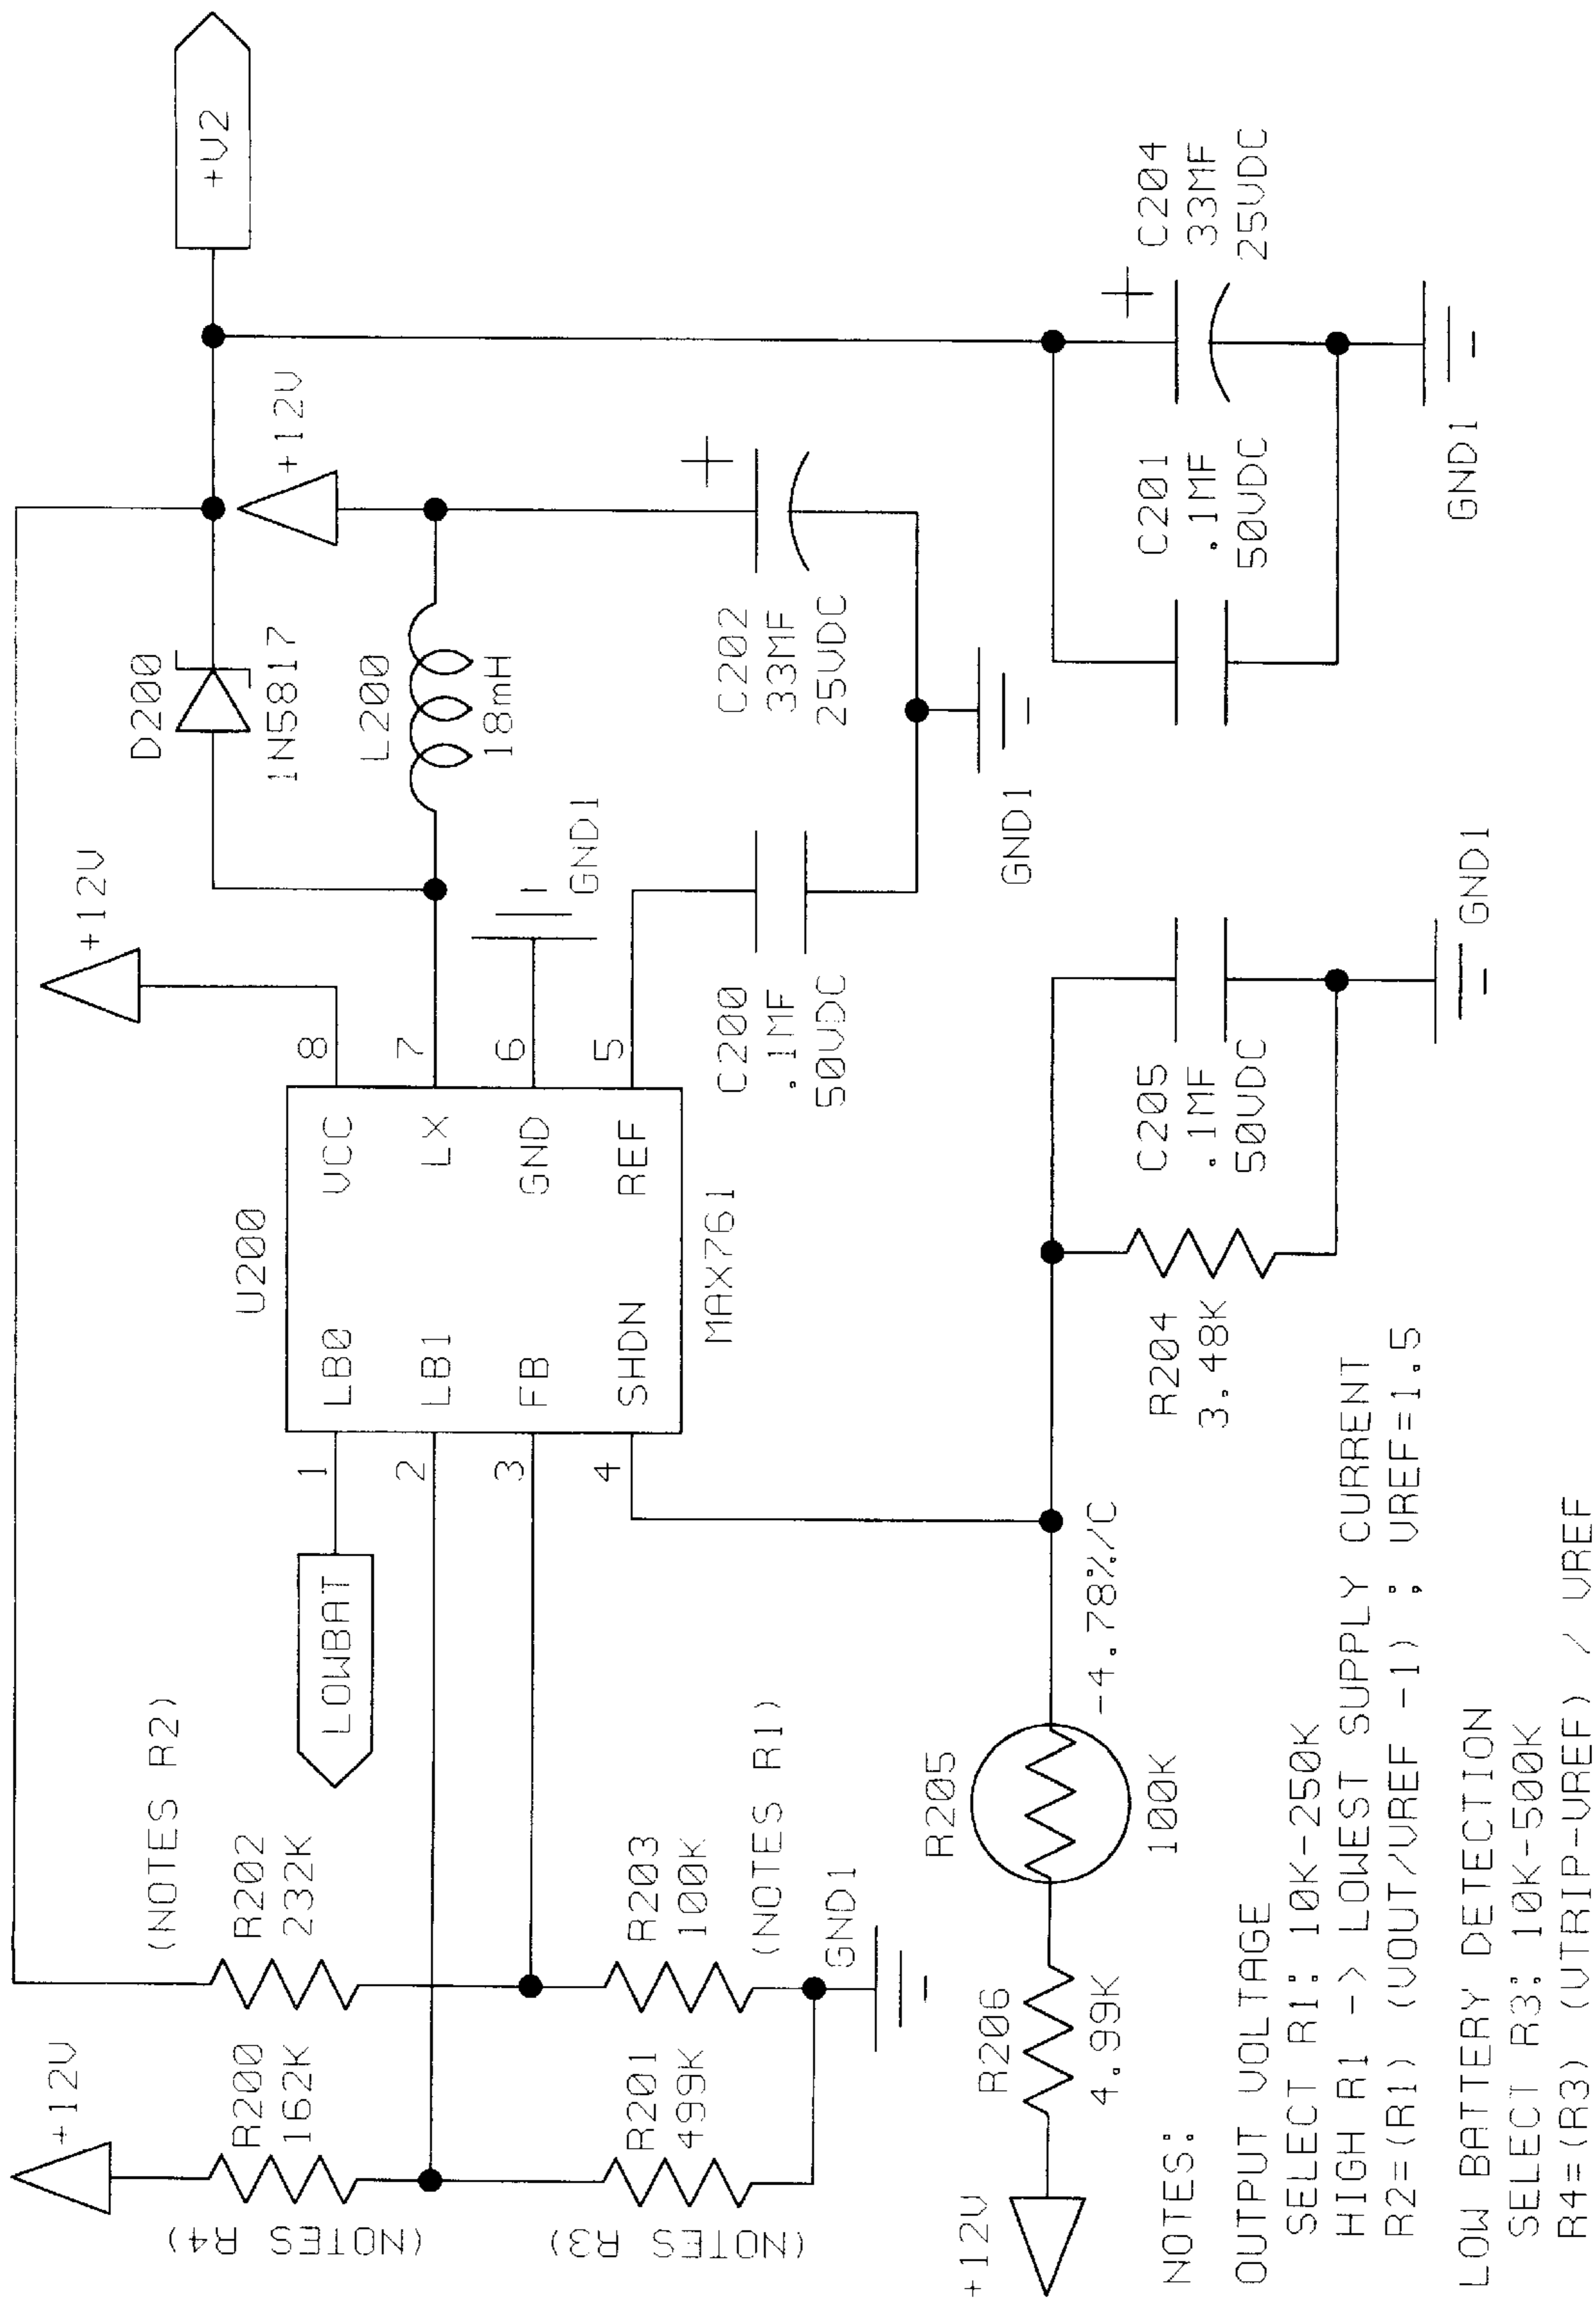 +12V
R200
162K
(NOTES R4)
R201
499K
(NOTES R3)
(NOTES R2)
R202
232K
R203
100K
(NOTES R1)
GND1
LOWBAT
1
2
3
4
U200
LB0
LB1
FB
SHDN
VCC
LX
GND
REF
MAX761
8
7
6
5
+12V
GND1
D200
1N5817
L200
18mH
+12V
+V2
C200
.1MF
50VDC
C202
33MF
25VDC
+
GND1
C201
.1MF
50VDC
C204
33MF
25VDC
+
GND1
+12V
R206
4.99K
R205
100K
-4.78%/C
R204
3.48K
C205
.1MF
50VDC
GND1
NOTES:
OUTPUT VOLTAGE
SELECT R1: 10K-250K
HIGH R1 -> LOWEST SUPPLY CURRENT
R2=(R1) (VOUT/VREF -1) ; VREF=1.5
LOW BATTERY DETECTION
SELECT R3: 10K-500K
R4=(R3) (VTRIP-VREF) / VREF